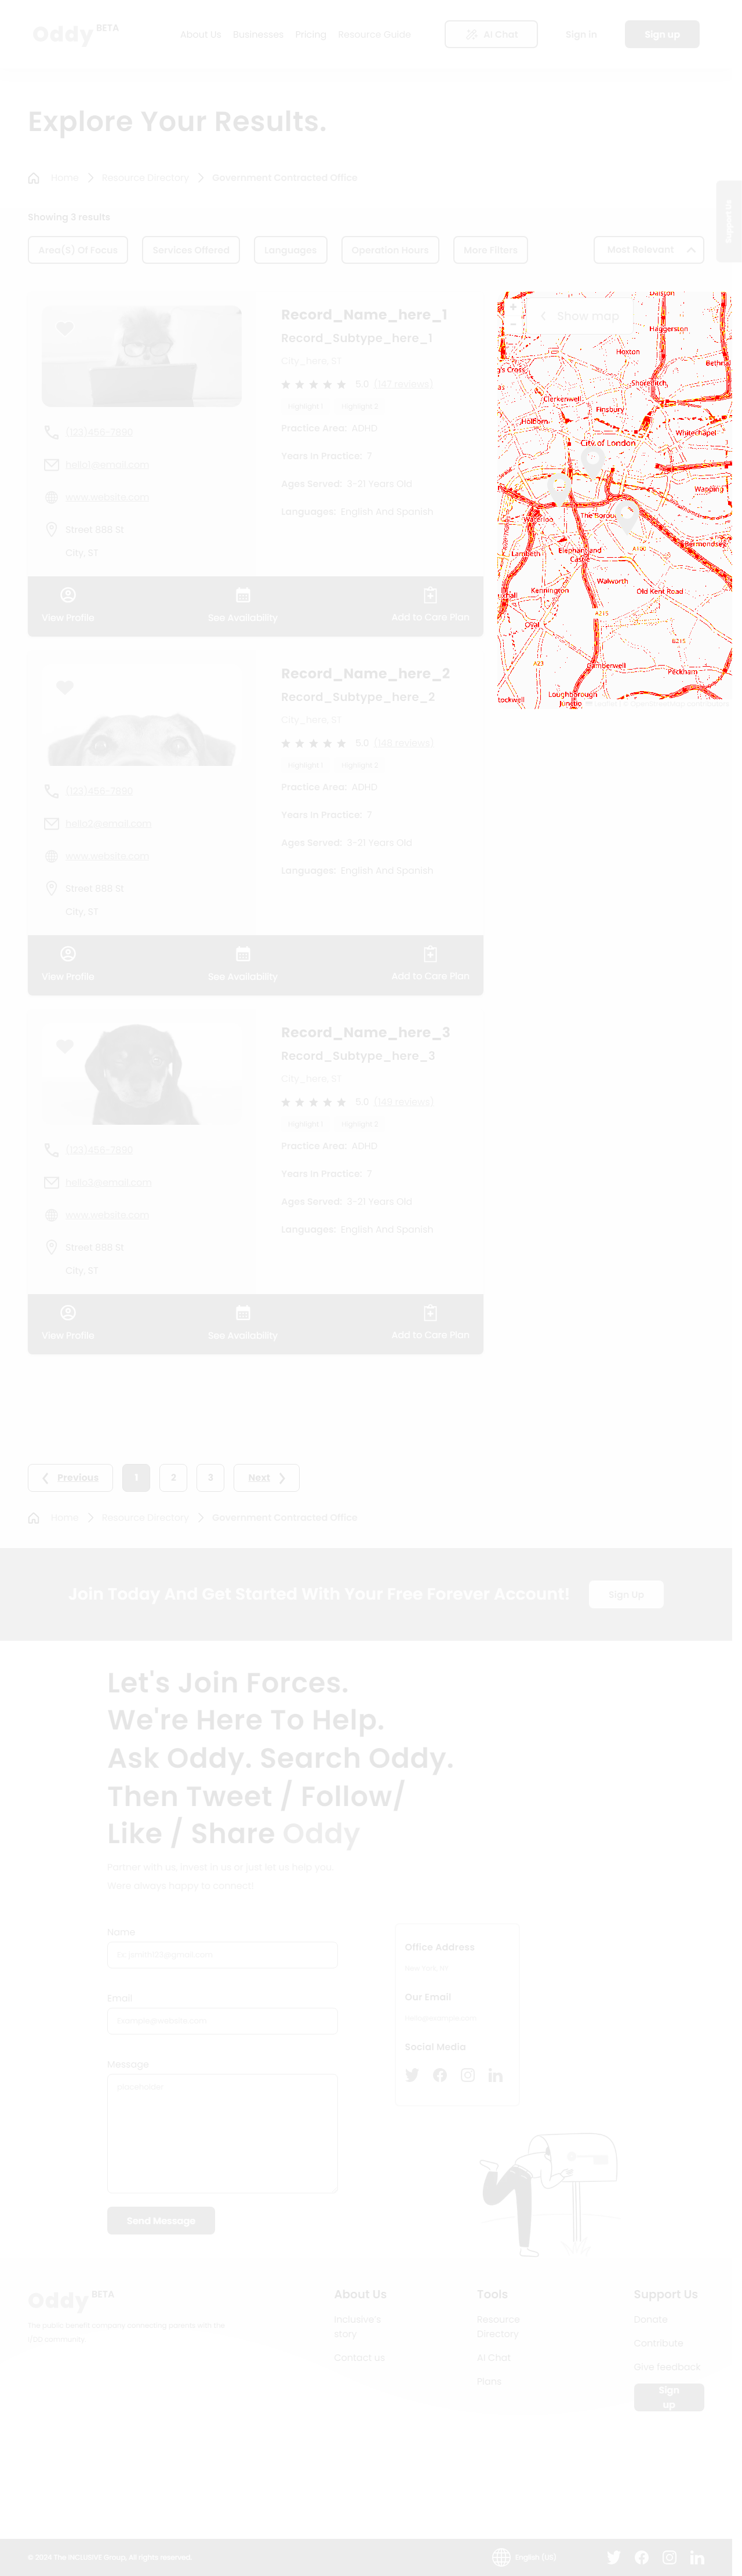 Oddy BETA
About Us Businesses Pricing Resource Guide AI Chat Sign in Sign up
Explore Your Results.
Home Resource Directory Government Contracted Office
Support Us
Showing 3 results
Area(S) Of Focus Services Offered Languages Operation Hours More Filters Most Relevant
Record_Name_here_1
Record_Subtype_here_1
City_here, ST
5.0 (147 reviews)
Highlight 1 Highlight 2
Practice Area: ADHD
Years In Practice: 7
Ages Served: 3-21 Years Old
Languages: English And Spanish
(123)456-7890
www.website.com
Street 888 St
City, ST
View Profile See Availability Add to Care Plan
Show map
Dalston
Haggerston
Hoxton
Bethn
's Cross
Shoreditch
Clerkenwell
Finsbury
Holborn
Whitechapel
City of London
Wapping
Waterloo
The Borough
Bermondsey
Lambeth
Elephant and
Castle
Walworth
Kennington
Old Kent Road
xhall
Oval
A215
A2
Camberwell
Peckham
Loughborough
Junctio
tockwell
Record_Name_here_2
Record_Subtype_here_2
City_here, ST
5.0 (148 reviews)
Highlight 1 Highlight 2
Practice Area: ADHD
Years In Practice: 7
Ages Served: 3-21 Years Old
Languages: English And Spanish
(123)456-7890
www.website.com
Street 888 St
City, ST
View Profile See Availability Add to Care Plan
Record_Name_here_3
Record_Subtype_here_3
City_here, ST
5.0 (149 reviews)
Highlight 1 Highlight 2
Practice Area: ADHD
Years In Practice: 7
Ages Served: 3-21 Years Old
Languages: English And Spanish
(123)456-7890
www.website.com
Street 888 St
City, ST
View Profile See Availability Add to Care Plan
Previous 1 2 3 Next
Home Resource Directory Government Contracted Office
Join Today And Get Started With Your Free Forever Account! Sign Up
Let's Join Forces.
We're Here To Help.
Ask Oddy. Search Oddy.
Then Tweet / Follow/
Like / Share Oddy
Partner with us, invest in us or just let us help you.
We're always happy to connect!
Name
Email
Message
Send Message
Office Address
Our Email
Social Media
Oddy BETA
About Us
Inclusive's
story
Contact us
Tools
Resource
Directory
AI Chat
Plans
Support Us
Donate
Contribute
Give feedback
Sign
up
© 2024 The INCLUSIVE Group, All rights reserved.
English (US)